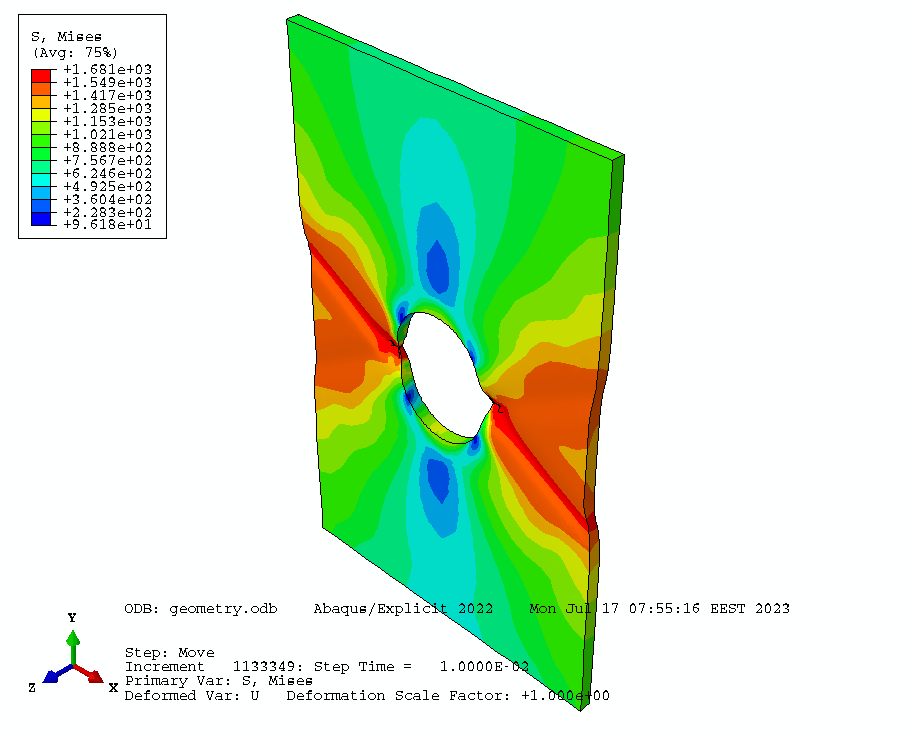 S, Mises
(Avg: 75%)
+1.681e+03
+1.549e+03
+1.417e+03
+1.285e+03
+1.153e+03
+1.021e+03
+8.888e+02
+7.567e+02
+6.246e+02
+4.925e+02
+3.604e+02
+2.283e+02
+9.618e+01
ODB: geometry.odb Abaqus/Explicit 2022 Mon Jul 17 07:55:16 EEST 2023
Y
Z
X
Step: Move
Increment 1133349: Step Time = 1.0000E-02
Primary Var: S, Mises
Deformed Var: U Deformation Scale Factor: +1.000e+00